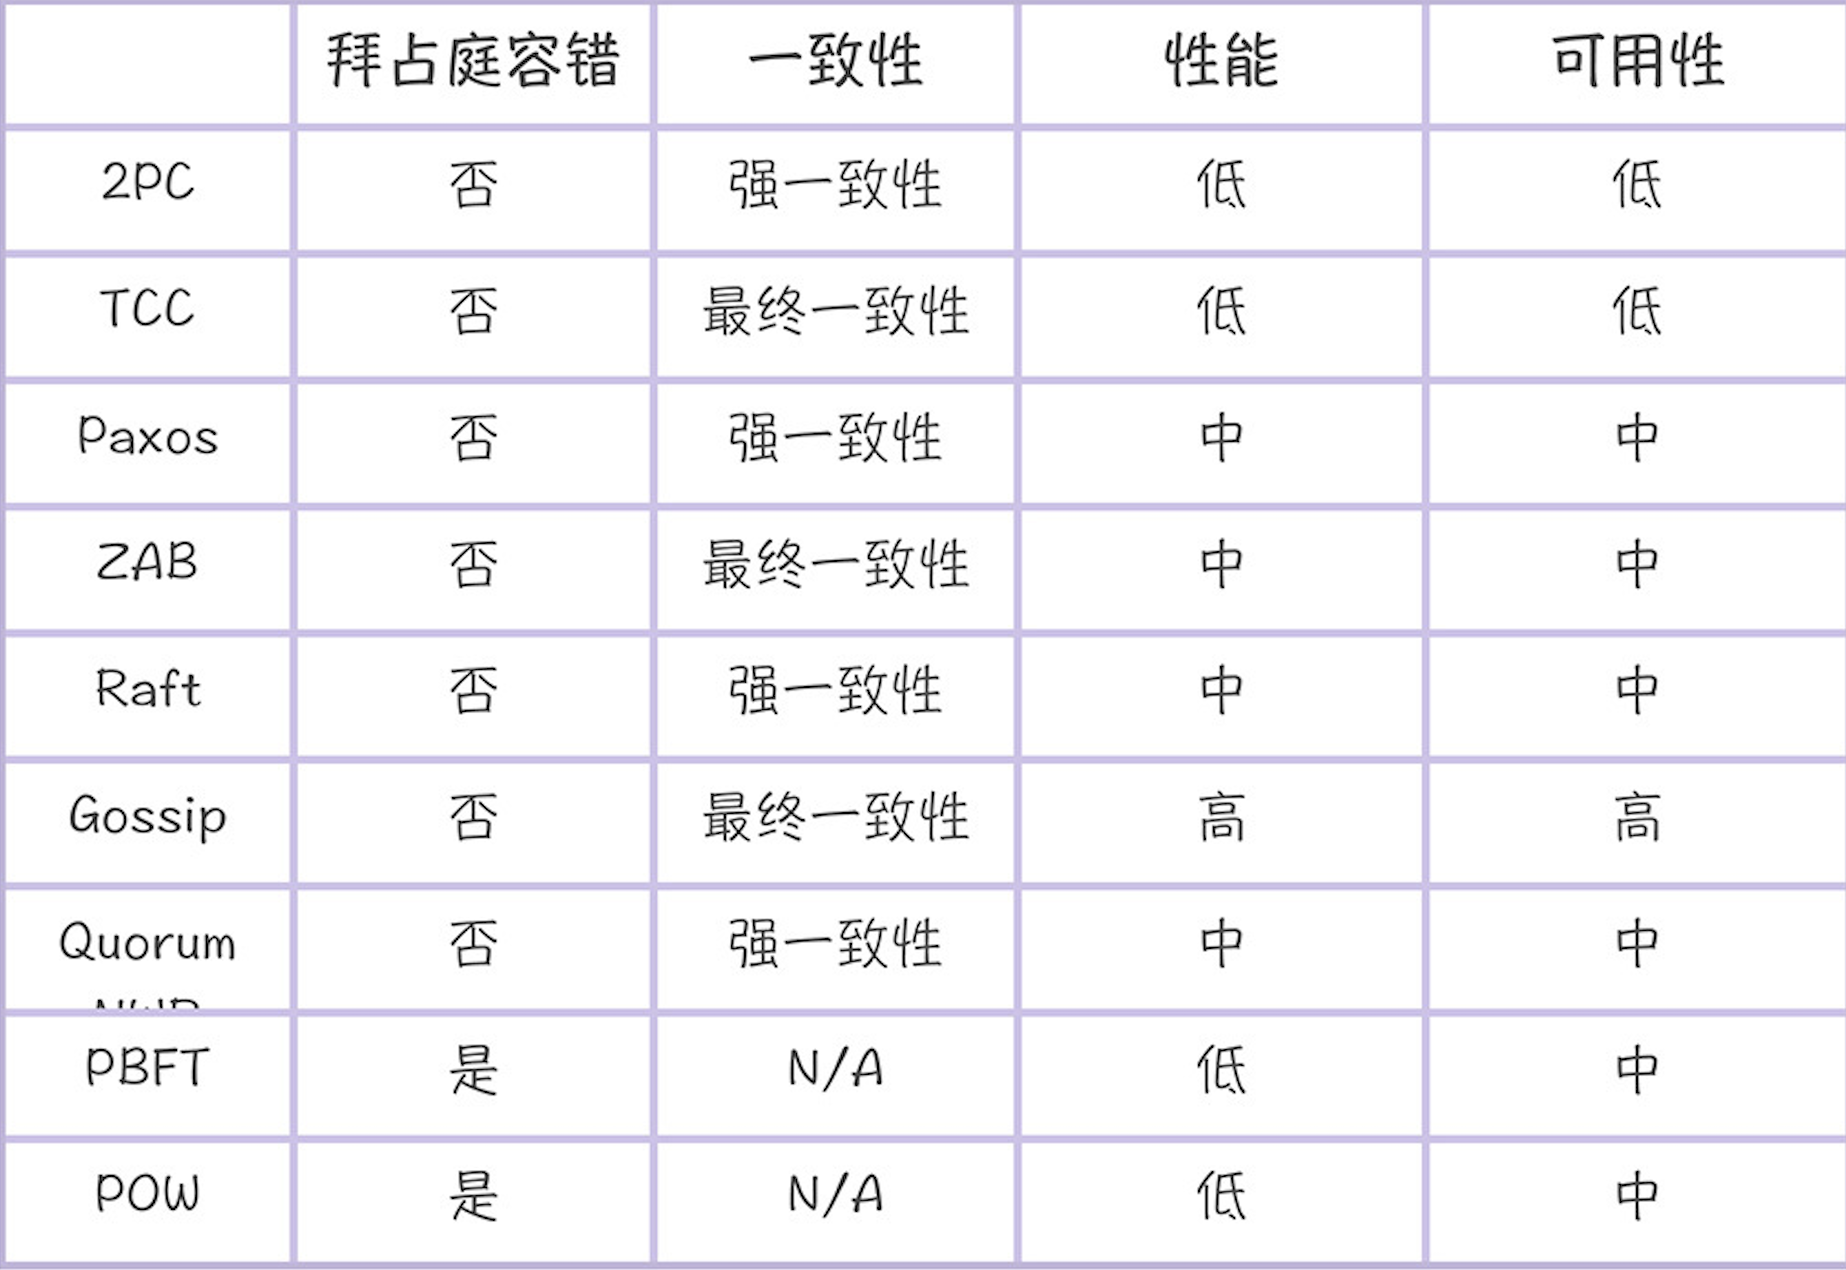 拜占庭容错 一致性 性能 可用性
2PC 否 强一致性 低 低
TCC 否 最终一致性 低 低
Paxos 否 强一致性 中 中
ZAB 否 最终一致性 中 中
Raft 否 强一致性 中 中
Gossip 否 最终一致性 高 高
Quorum 否 强一致性 中 中
PBFT 是 N/A 低 中
POW 是 N/A 低 中